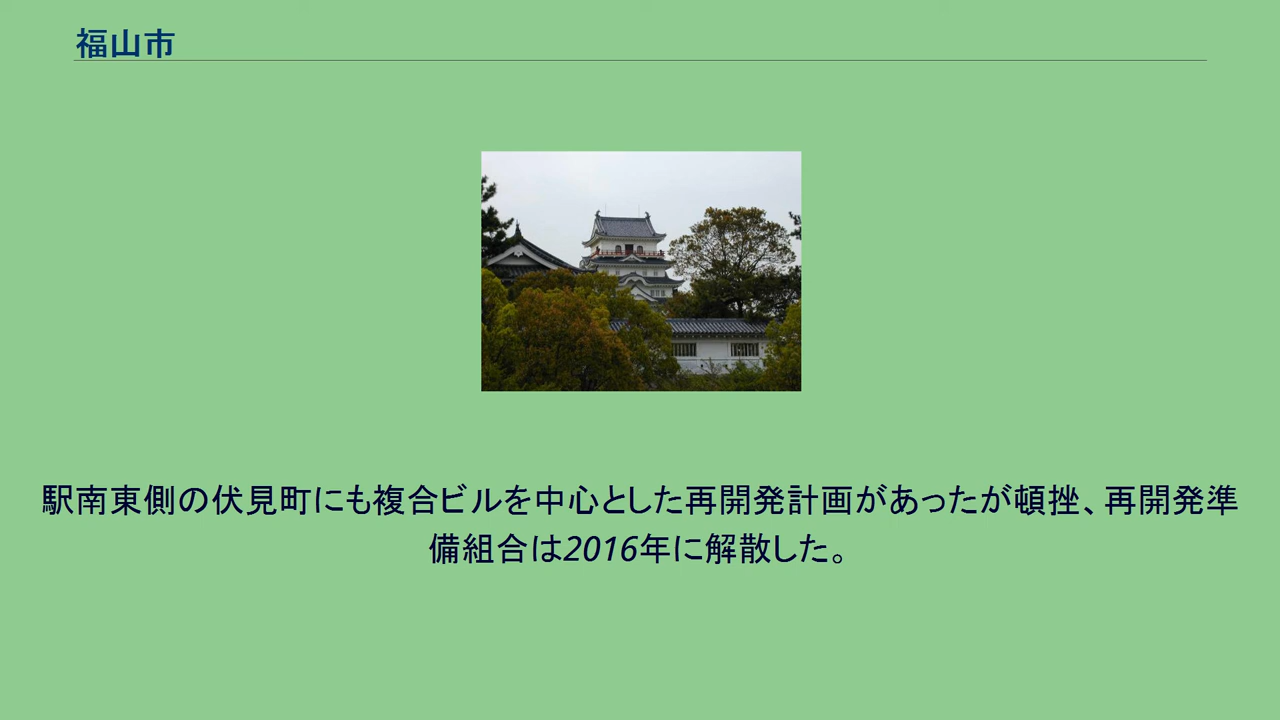 福山市
駅南東側の伏見町にも複合ビルを中心とした再開発計画があったが頓挫、再開発準
備組合は2016年に解散した。